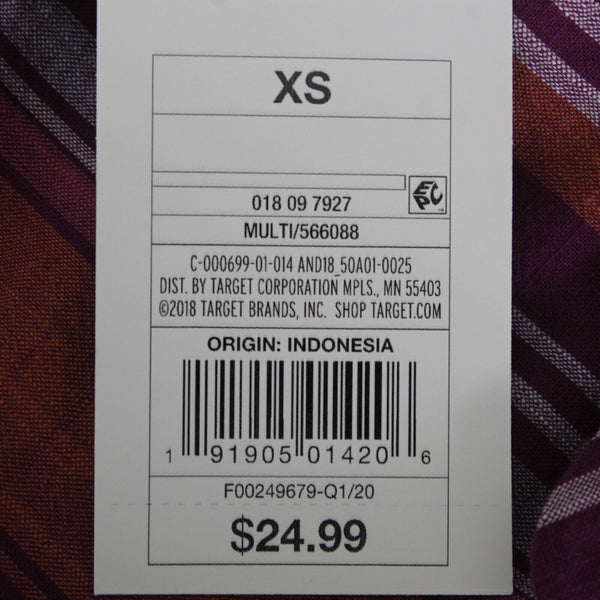 XS
EPC
018 09 7927
MULTI/566088
C-000699-01-014 AND18_50A01-0025
DIST. BY TARGET CORPORATION MPLS., MN 55403
©2018 TARGET BRANDS, INC. SHOP TARGET.COM
ORIGIN: INDONESIA
1 91905 01420 6
F00249679-Q1/20
$24.99